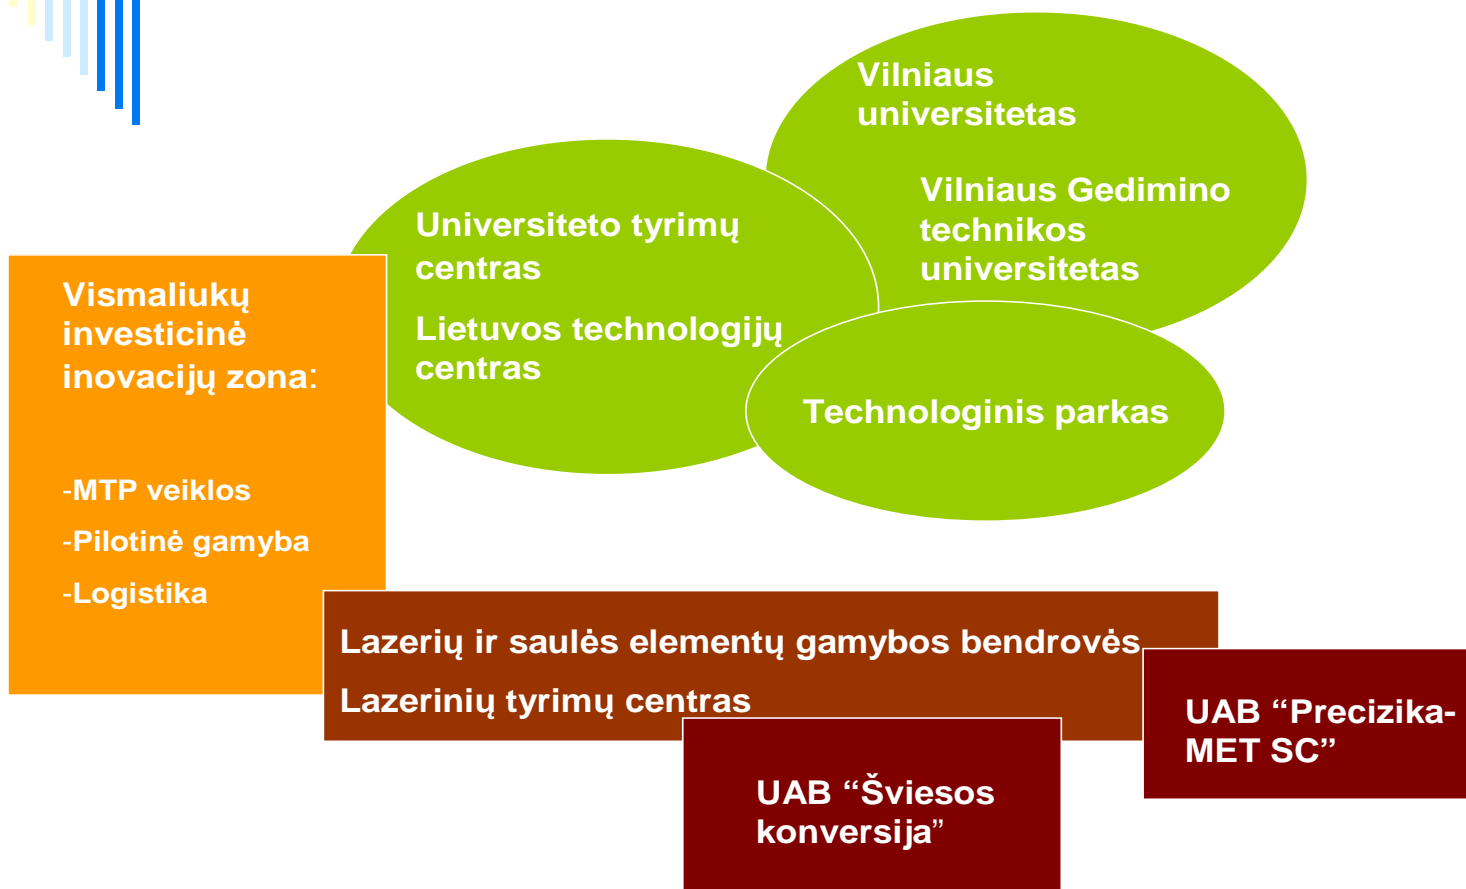 Vilniaus
universitetas
Vilniaus Gedimino
technikos
universitetas
Universiteto tyrimų
centras
Lietuvos technologijų
centras
Technologinis parkas
Vismaliukų
investicinė
inovacijų zona:
-MTP veiklos
-Pilotinė gamyba
-Logistika
Lazerių ir saulės elementų gamybos bendrovės
Lazerinių tyrimų centras
UAB “Precizika-
MET SC”
UAB “Šviesos
konversija”